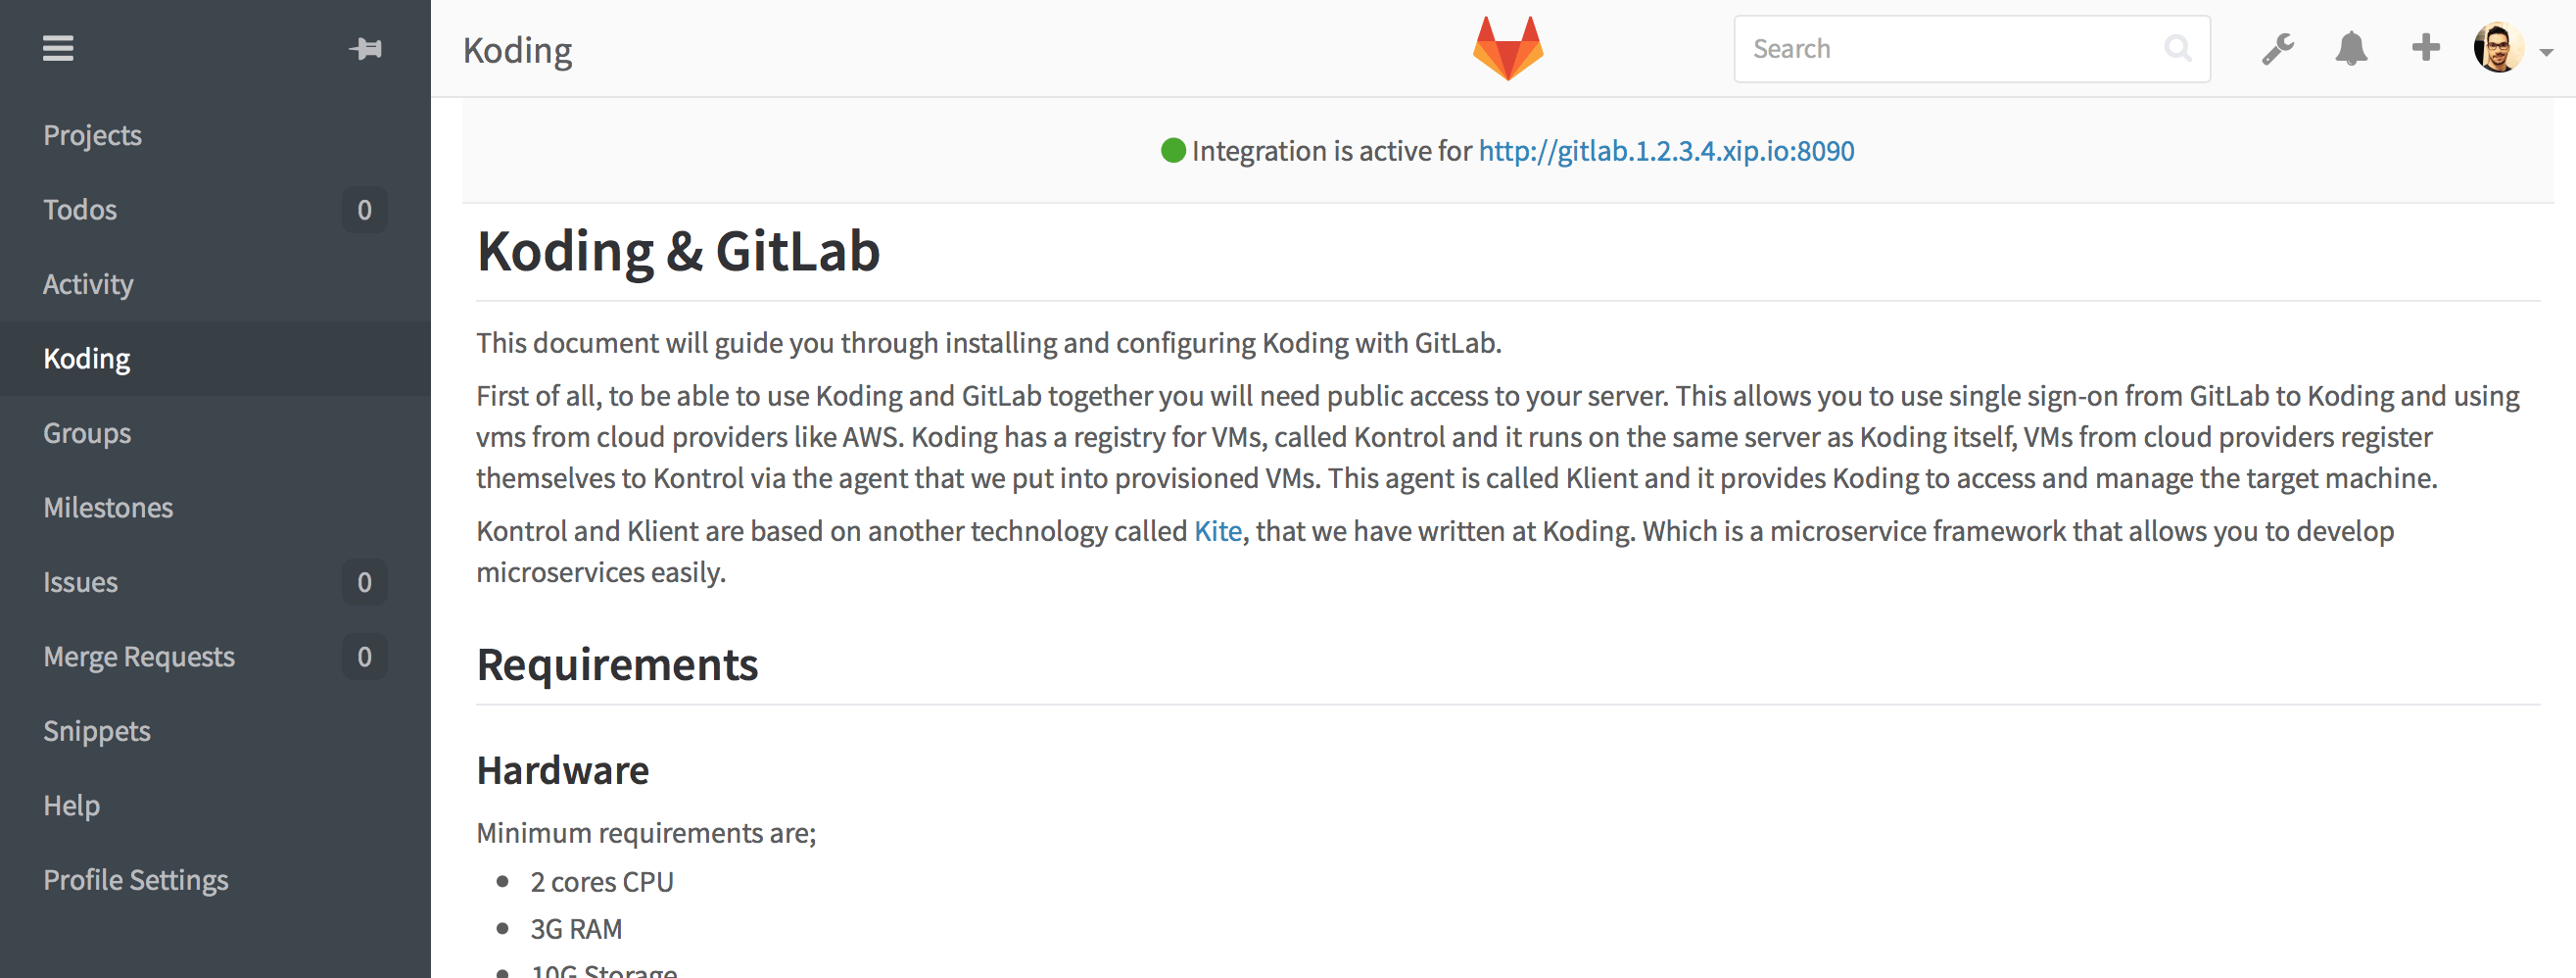 Koding
Search
Projects
Todos 0
Activity
Koding
Groups
Milestones
Issues 0
Merge Requests 0
Snippets
Help
Profile Settings
Integration is active for http://gitlab.1.2.3.4.xip.io:8090
Koding & GitLab
This document will guide you through installing and configuring Koding with GitLab.
First of all, to be able to use Koding and GitLab together you will need public access to your server. This allows you to use single sign-on from GitLab to Koding and using
vms from cloud providers like AWS. Koding has a registry for VMs, called Kontrol and it runs on the same server as Koding itself, VMs from cloud providers register
themselves to Kontrol via the agent that we put into provisioned VMs. This agent is called Klient and it provides Koding to access and manage the target machine.
Kontrol and Klient are based on another technology called Kite, that we have written at Koding. Which is a microservice framework that allows you to develop
microservices easily.
Requirements
Hardware
Minimum requirements are;
• 2 cores CPU
• 3G RAM
• 10G Storage